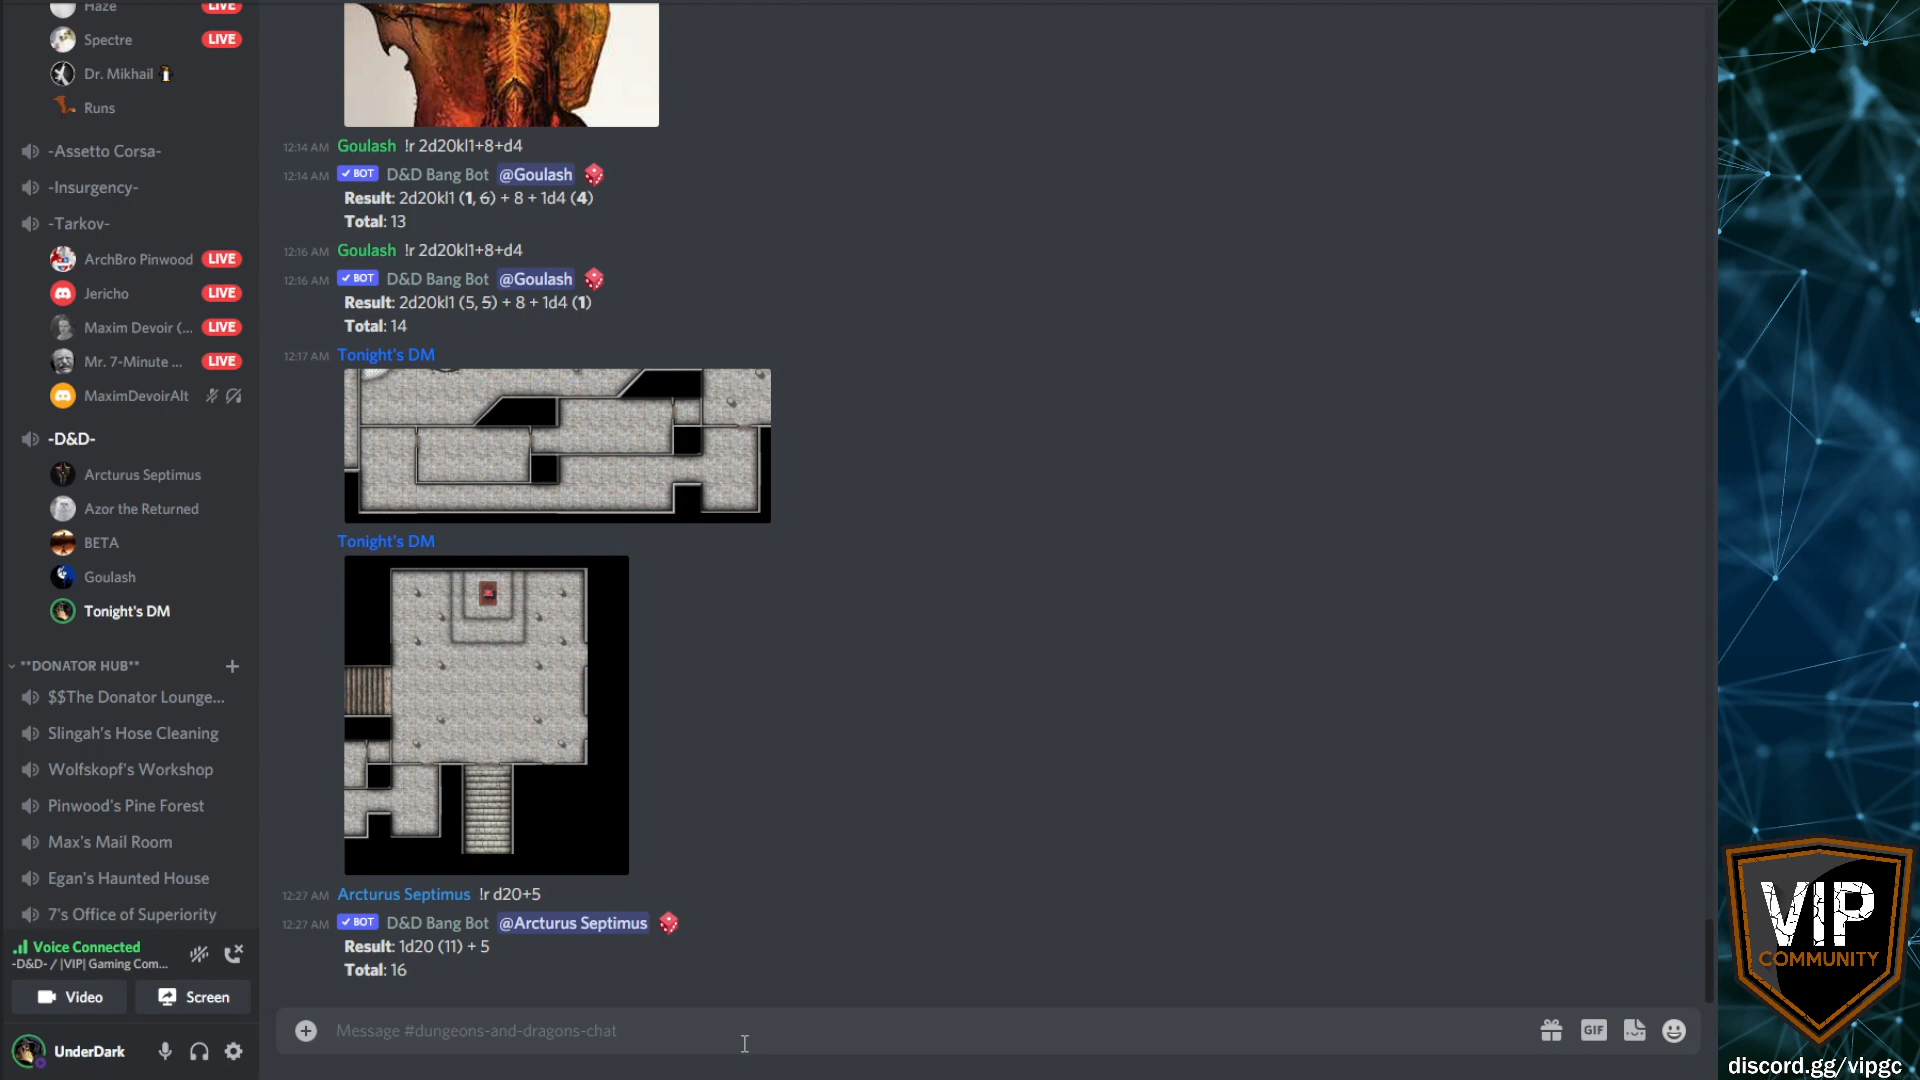 Haze LIVE
Spectre LIVE
Dr. Mikhail
Runs
-Assetto Corsa-
-Insurgency-
-Tarkov-
ArchBro Pinwood LIVE
Jericho LIVE
Maxim Devoir (... LIVE
Mr. 7-Minute ... LIVE
MaximDevoirAlt
-D&D-
Arcturus Septimus
Azor the Returned
BETA
Goulash
Tonight's DM
**DONATOR HUB**
$$The Donator Lounge...
Slingah's Hose Cleaning
Wolfskopf's Workshop
Pinwood's Pine Forest
Max's Mail Room
Egan's Haunted House
7's Office of Superiority
Voice Connected
-D&D- / |VIP| Gaming Com...
Video
Screen
UnderDark
12:14 AM Goulash !r 2d20kl1+8+d4
12:14 AM BOT D&D Bang Bot @Goulash
Result: 2d20kl1 (1, 6) + 8 + 1d4 (4)
Total: 13
12:16 AM Goulash !r 2d20kl1+8+d4
12:16 AM BOT D&D Bang Bot @Goulash
Result: 2d20kl1 (5, 5) + 8 + 1d4 (1)
Total: 14
12:17 AM Tonight's DM
Tonight's DM
12:27 AM Arcturus Septimus !r d20+5
12:27 AM BOT D&D Bang Bot @Arcturus Septimus
Result: 1d20 (11) + 5
Total: 16
Message #dungeons-and-dragons-chat
GIF
VIP
COMMUNITY
discord.gg/vipgc